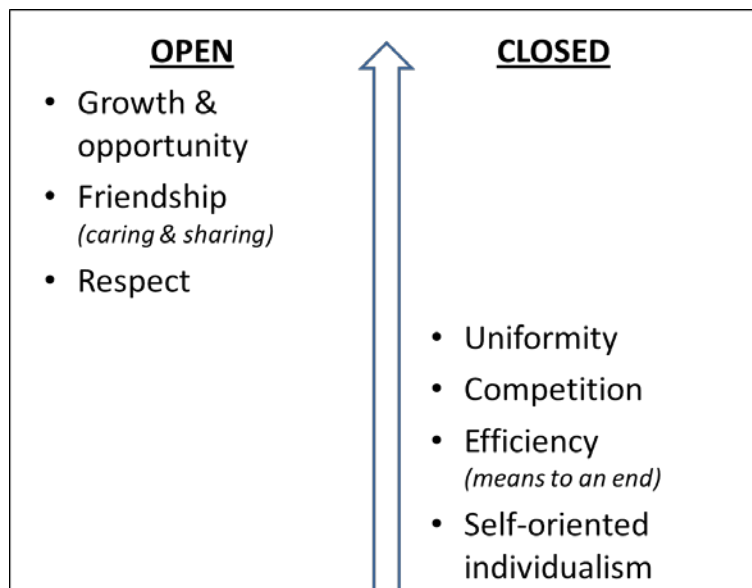 OPEN
• Growth &
opportunity
• Friendship
(caring & sharing)
• Respect
CLOSED
• Uniformity
• Competition
• Efficiency
(means to an end)
• Self-oriented
individualism